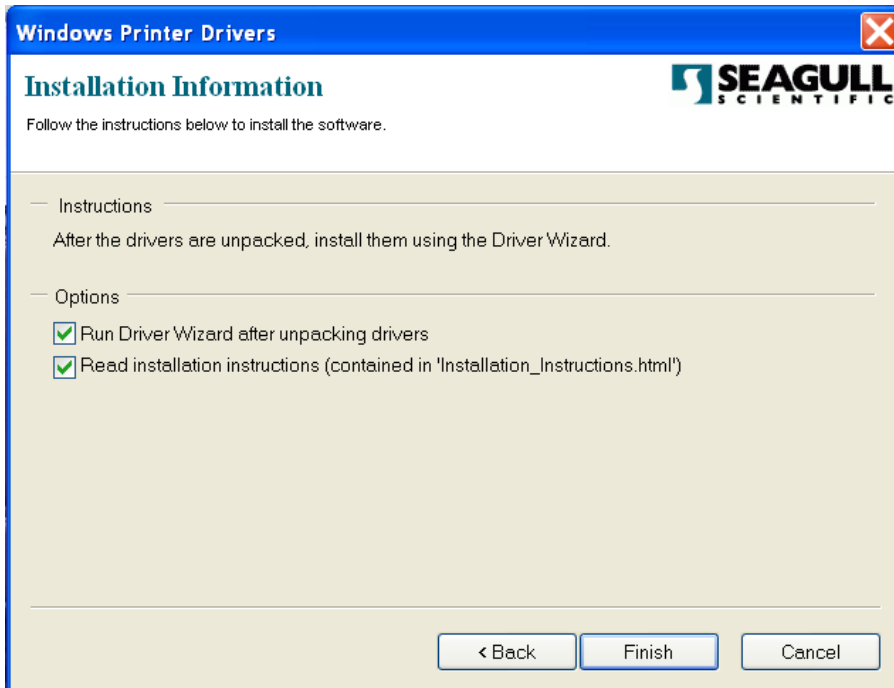 Windows Printer Drivers
Installation Information
SEAGULL
SCIENTIFIC
Follow the instructions below to install the software.
Instructions
After the drivers are unpacked, install them using the Driver Wizard.
Options
Run Driver Wizard after unpacking drivers
Read installation instructions (contained in 'Installation_Instructions.html')
< Back Finish Cancel